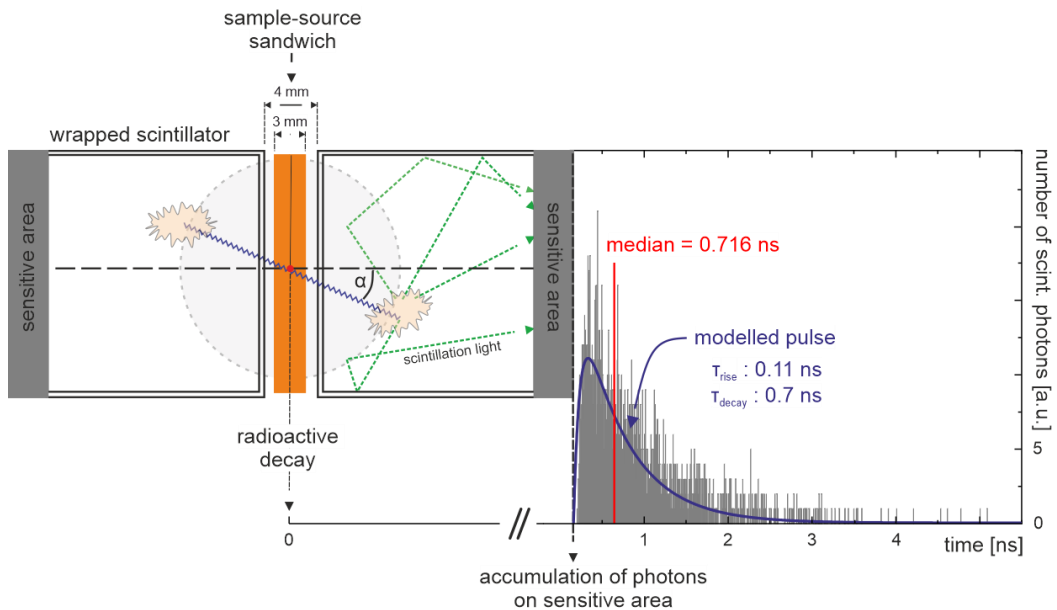 sample-source
sandwich
4 mm
wrapped scintillator
3 mm
sensitive area
α
scintillation light
sensitive area
radioactive
decay
0
accumulation of photons
on sensitive area
median = 0.716 ns
modelled pulse
τrise : 0.11 ns
τdecay : 0.7 ns
number of scint. photons [a.u.]
5
0
1
2
3
4
time [ns]